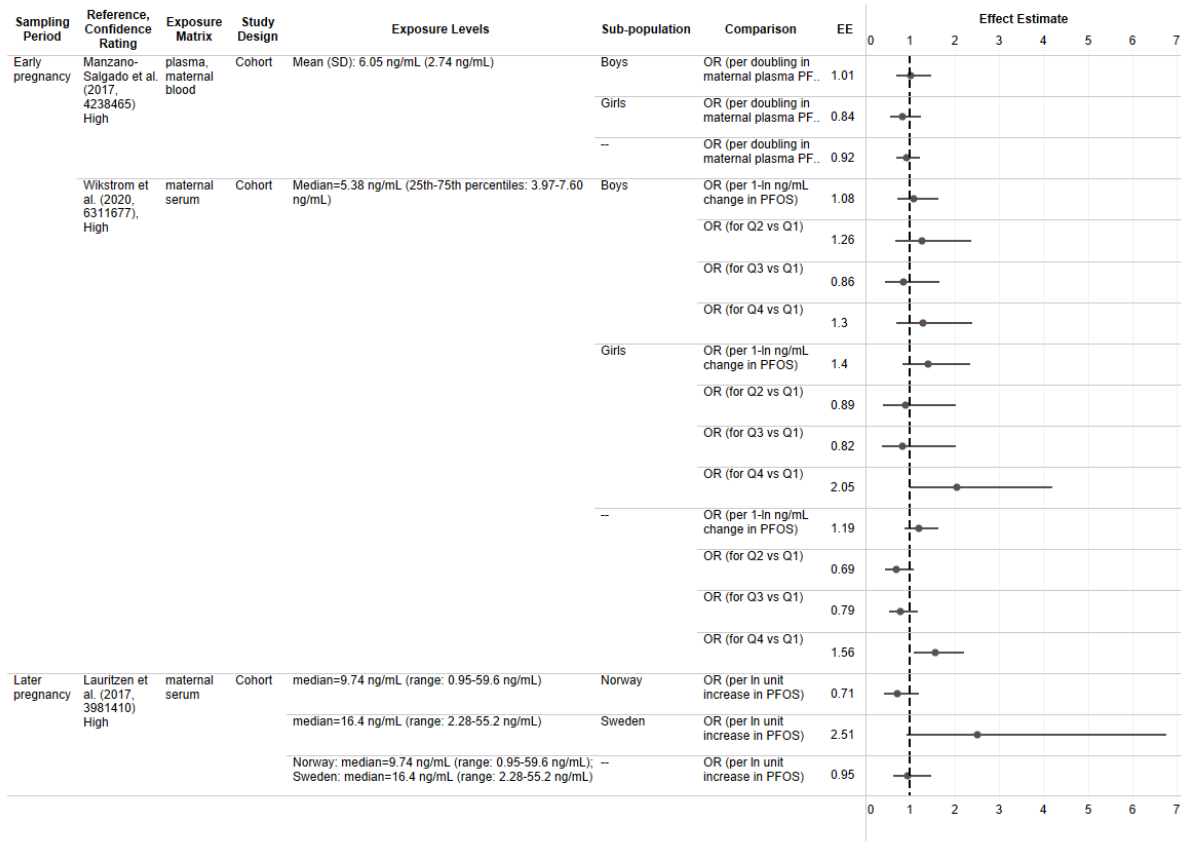 Sampling Period
Reference, Confidence Rating
Exposure Matrix
Study Design
Exposure Levels
Sub-population
Comparison
EE
Effect Estimate
0 1 2 3 4 5 6 7
Early pregnancy
Manzano-Salgado et al. (2017, 4238465) High
plasma, maternal blood
Cohort
Mean (SD): 6.05 ng/mL (2.74 ng/mL)
Boys
OR (per doubling in maternal plasma PF..
1.01
Girls
OR (per doubling in maternal plasma PF..
0.84
--
OR (per doubling in maternal plasma PF..
0.92
Wikstrom et al. (2020, 6311677), High
maternal serum
Cohort
Median=5.38 ng/mL (25th-75th percentiles: 3.97-7.60 ng/mL)
Boys
OR (per 1-ln ng/mL change in PFOS)
1.08
OR (for Q2 vs Q1)
1.26
OR (for Q3 vs Q1)
0.86
OR (for Q4 vs Q1)
1.3
Girls
OR (per 1-ln ng/mL change in PFOS)
1.4
OR (for Q2 vs Q1)
0.89
OR (for Q3 vs Q1)
0.82
OR (for Q4 vs Q1)
2.05
--
OR (per 1-ln ng/mL change in PFOS)
1.19
OR (for Q2 vs Q1)
0.69
OR (for Q3 vs Q1)
0.79
OR (for Q4 vs Q1)
1.56
Later pregnancy
Lauritzen et al. (2017, 3981410) High
maternal serum
Cohort
median=9.74 ng/mL (range: 0.95-59.6 ng/mL)
Norway
OR (per ln unit increase in PFOS)
0.71
median=16.4 ng/mL (range: 2.28-55.2 ng/mL)
Sweden
OR (per ln unit increase in PFOS)
2.51
Norway: median=9.74 ng/mL (range: 0.95-59.6 ng/mL); Sweden: median=16.4 ng/mL (range: 2.28-55.2 ng/mL)
--
OR (per ln unit increase in PFOS)
0.95
0 1 2 3 4 5 6 7